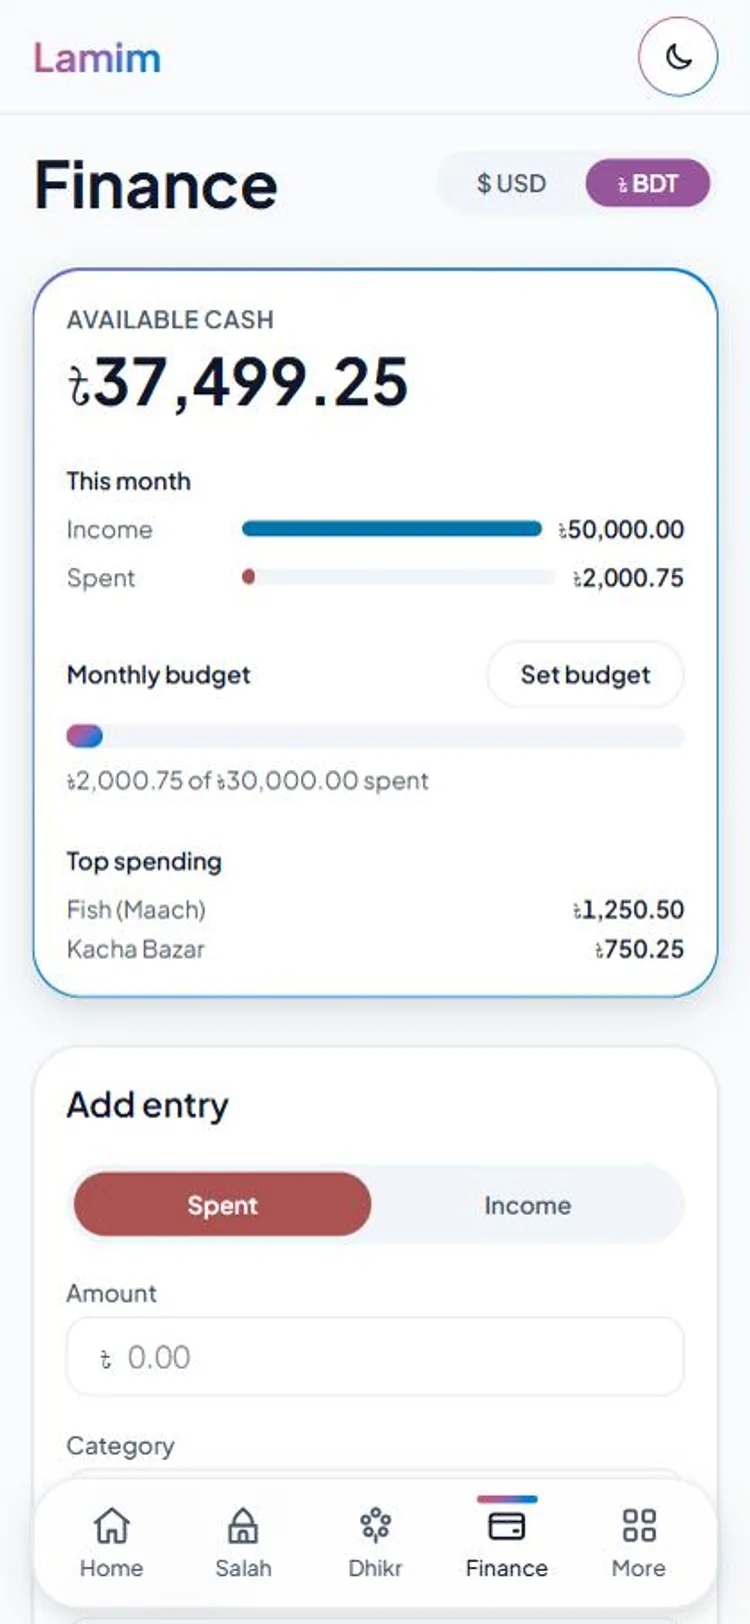 Lamim
Finance
$ USD
৳ BDT
AVAILABLE CASH
৳37,499.25
This month
Income ৳50,000.00
Spent ৳2,000.75
Monthly budget
Set budget
৳2,000.75 of ৳30,000.00 spent
Top spending
Fish (Maach) ৳1,250.50
Kacha Bazar ৳750.25
Add entry
Spent
Income
Amount
৳ 0.00
Category
Home
Salah
Dhikr
Finance
More